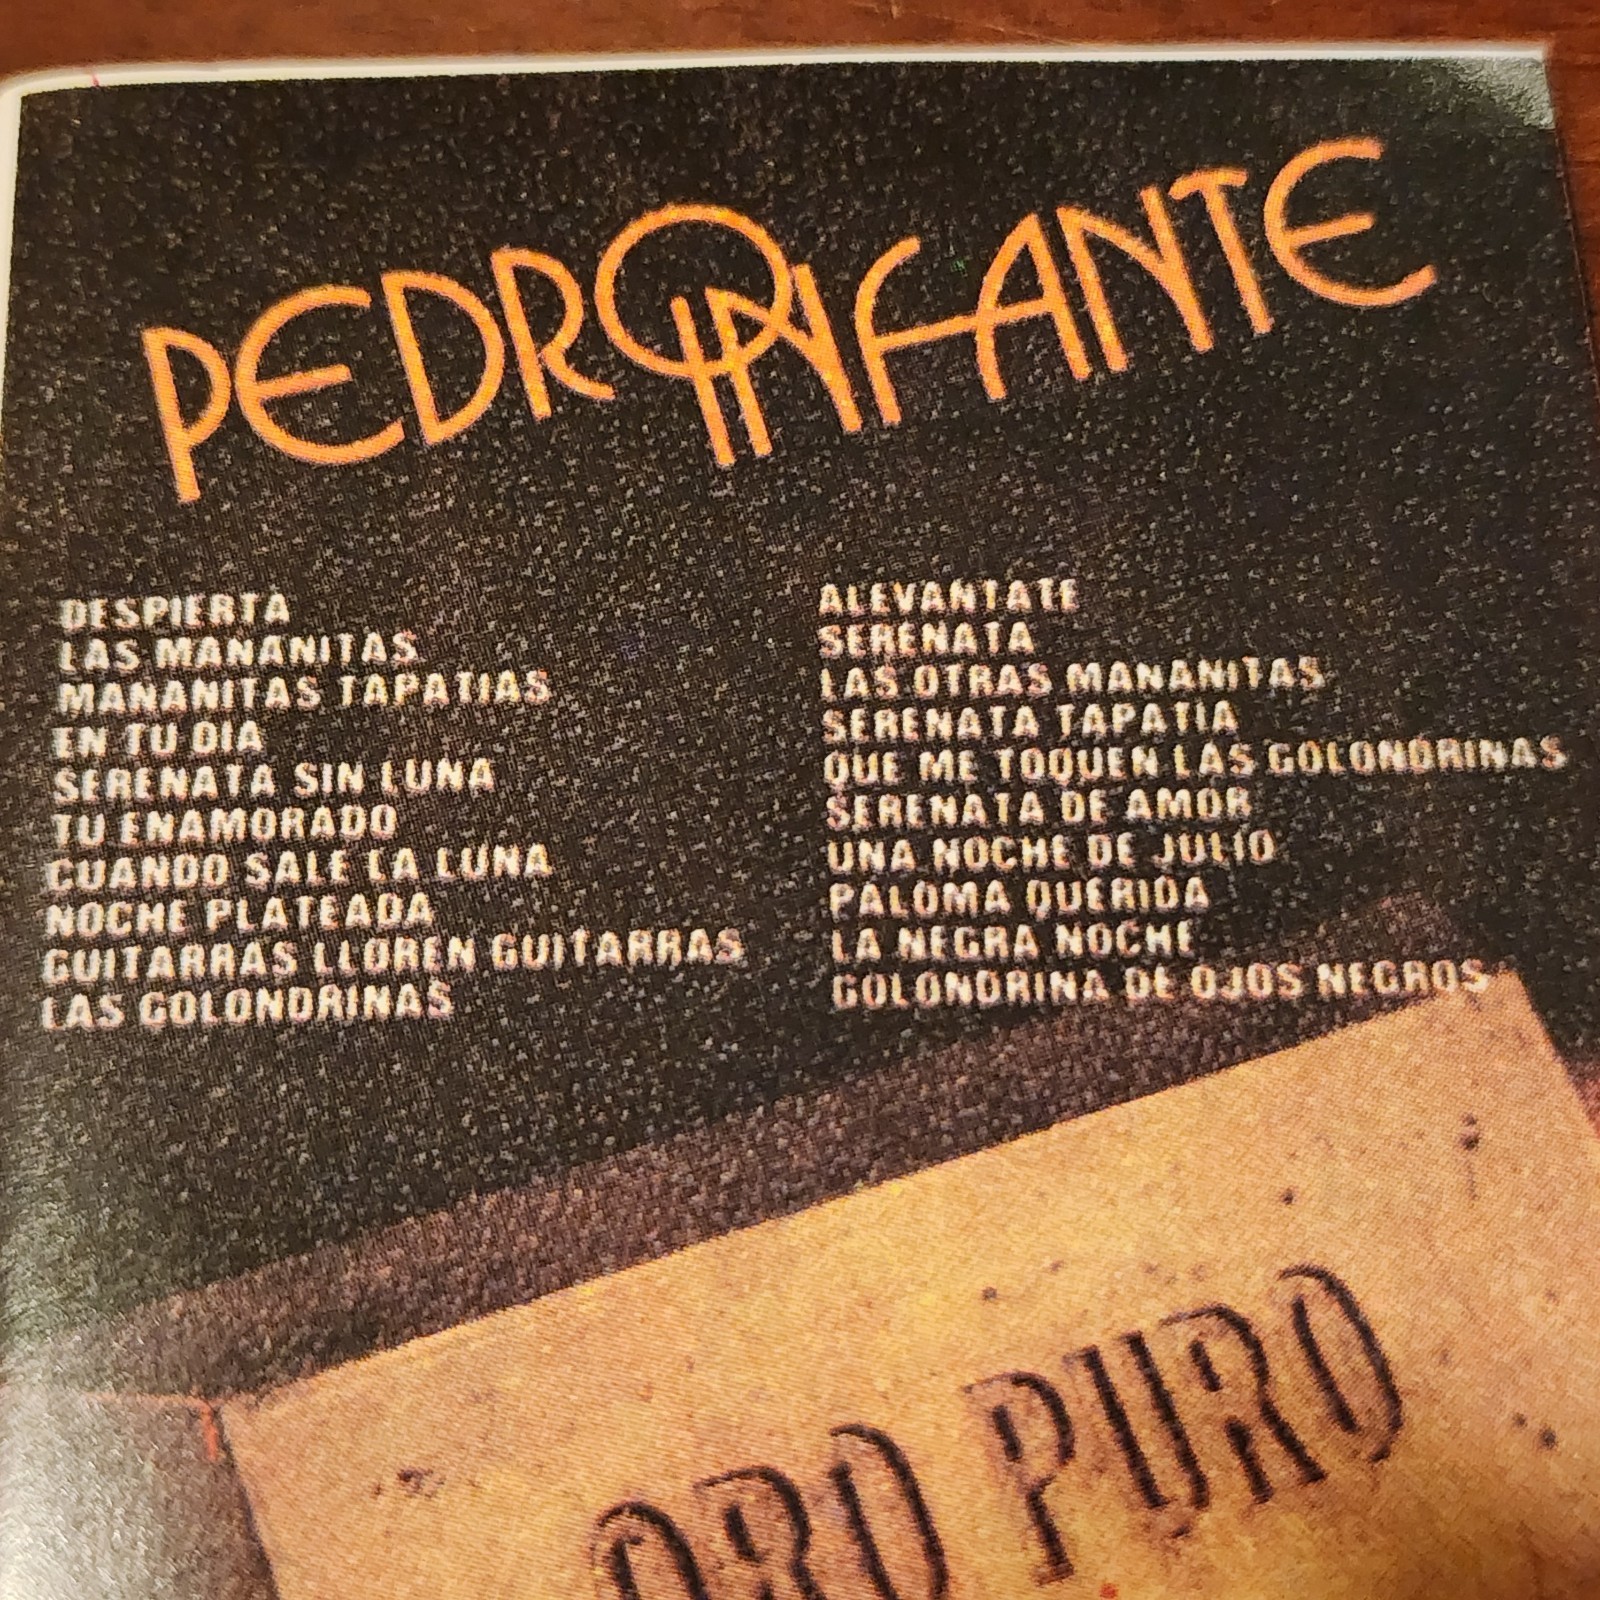 PEDRO INFANTE
DESPIERTA
LAS MANANITAS
MANANITAS TAPATIAS
EN TU DIA
SERENATA SIN LUNA
TU ENAMORADO
CUANDO SALE LA LUNA
NOCHE PLATEADA
GUITARRAS LLOREN GUITARRAS
LAS GOLONDRINAS
ALEVANTATE
SERENATA
LAS OTRAS MANANITAS
SERENATA TAPATIA
QUE ME TOQUEN LAS GOLONDRINAS
SERENATA DE AMOR
UNA NOCHE DE JULIO
PALOMA QUERIDA
LA NEGRA NOCHE
GOLONDRINA DE OJOS NEGROS
ORO PURO